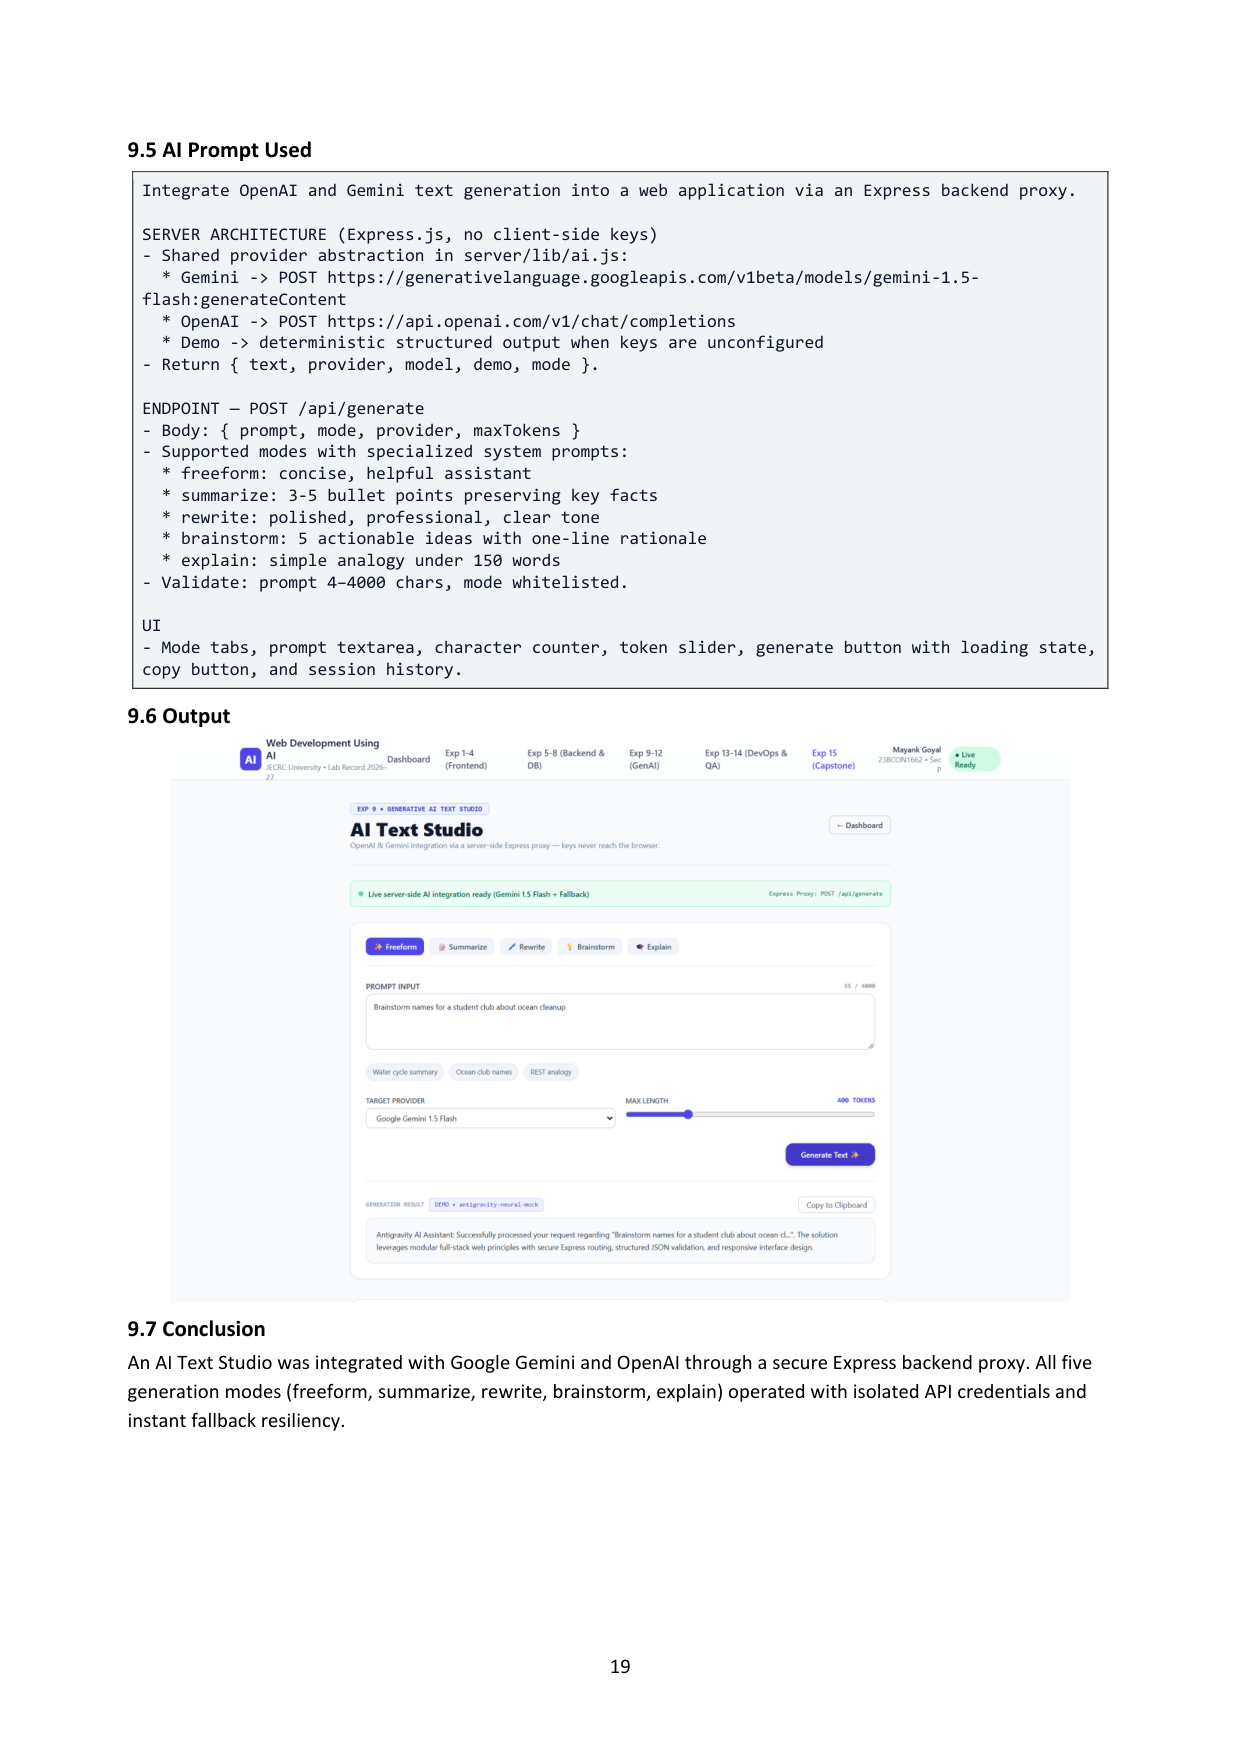 9.5 AI Prompt Used
Integrate OpenAI and Gemini text generation into a web application via an Express backend proxy.
SERVER ARCHITECTURE (Express.js, no client-side keys)
- Shared provider abstraction in server/lib/ai.js:
* Gemini -> POST https://generativelanguage.googleapis.com/v1beta/models/gemini-1.5-
flash:generateContent
* OpenAI -> POST https://api.openai.com/v1/chat/completions
* Demo -> deterministic structured output when keys are unconfigured
- Return { text, provider, model, demo, mode }.
ENDPOINT — POST /api/generate
- Body: { prompt, mode, provider, maxTokens }
- Supported modes with specialized system prompts:
* freeform: concise, helpful assistant
* summarize: 3-5 bullet points preserving key facts
* rewrite: polished, professional, clear tone
* brainstorm: 5 actionable ideas with one-line rationale
* explain: simple analogy under 150 words
- Validate: prompt 4–4000 chars, mode whitelisted.
UI
- Mode tabs, prompt textarea, character counter, token slider, generate button with loading state,
copy button, and session history.
9.6 Output
AI
Web Development Using
AI
JECRC University • Lab Record 2026-
27
Dashboard
Exp 1-4
(Frontend)
Exp 5-8 (Backend &
DB)
Exp 9-12
(GenAI)
Exp 13-14 (DevOps &
QA)
Exp 15
(Capstone)
Mayank Goyal
23BCON1662 • Sec
P
• Live
Ready
EXP 9 • GENERATIVE AI TEXT STUDIO
AI Text Studio
OpenAI & Gemini integration via a server-side Express proxy — keys never reach the browser.
← Dashboard
Live server-side AI integration ready (Gemini 1.5 Flash + Fallback)
Express Proxy: POST /api/generate
✨ Freeform
Summarize
Rewrite
Brainstorm
Explain
PROMPT INPUT
55 / 4000
Brainstorm names for a student club about ocean cleanup
Water cycle summary
Ocean club names
REST analogy
TARGET PROVIDER
MAX LENGTH
400 TOKENS
Google Gemini 1.5 Flash
Generate Text ✨
GENERATION RESULT
DEMO • antigravity-neural-mock
Copy to Clipboard
Antigravity AI Assistant: Successfully processed your request regarding "Brainstorm names for a student club about ocean cl...". The solution
leverages modular full-stack web principles with secure Express routing, structured JSON validation, and responsive interface design.
9.7 Conclusion
An AI Text Studio was integrated with Google Gemini and OpenAI through a secure Express backend proxy. All five
generation modes (freeform, summarize, rewrite, brainstorm, explain) operated with isolated API credentials and
instant fallback resiliency.
19